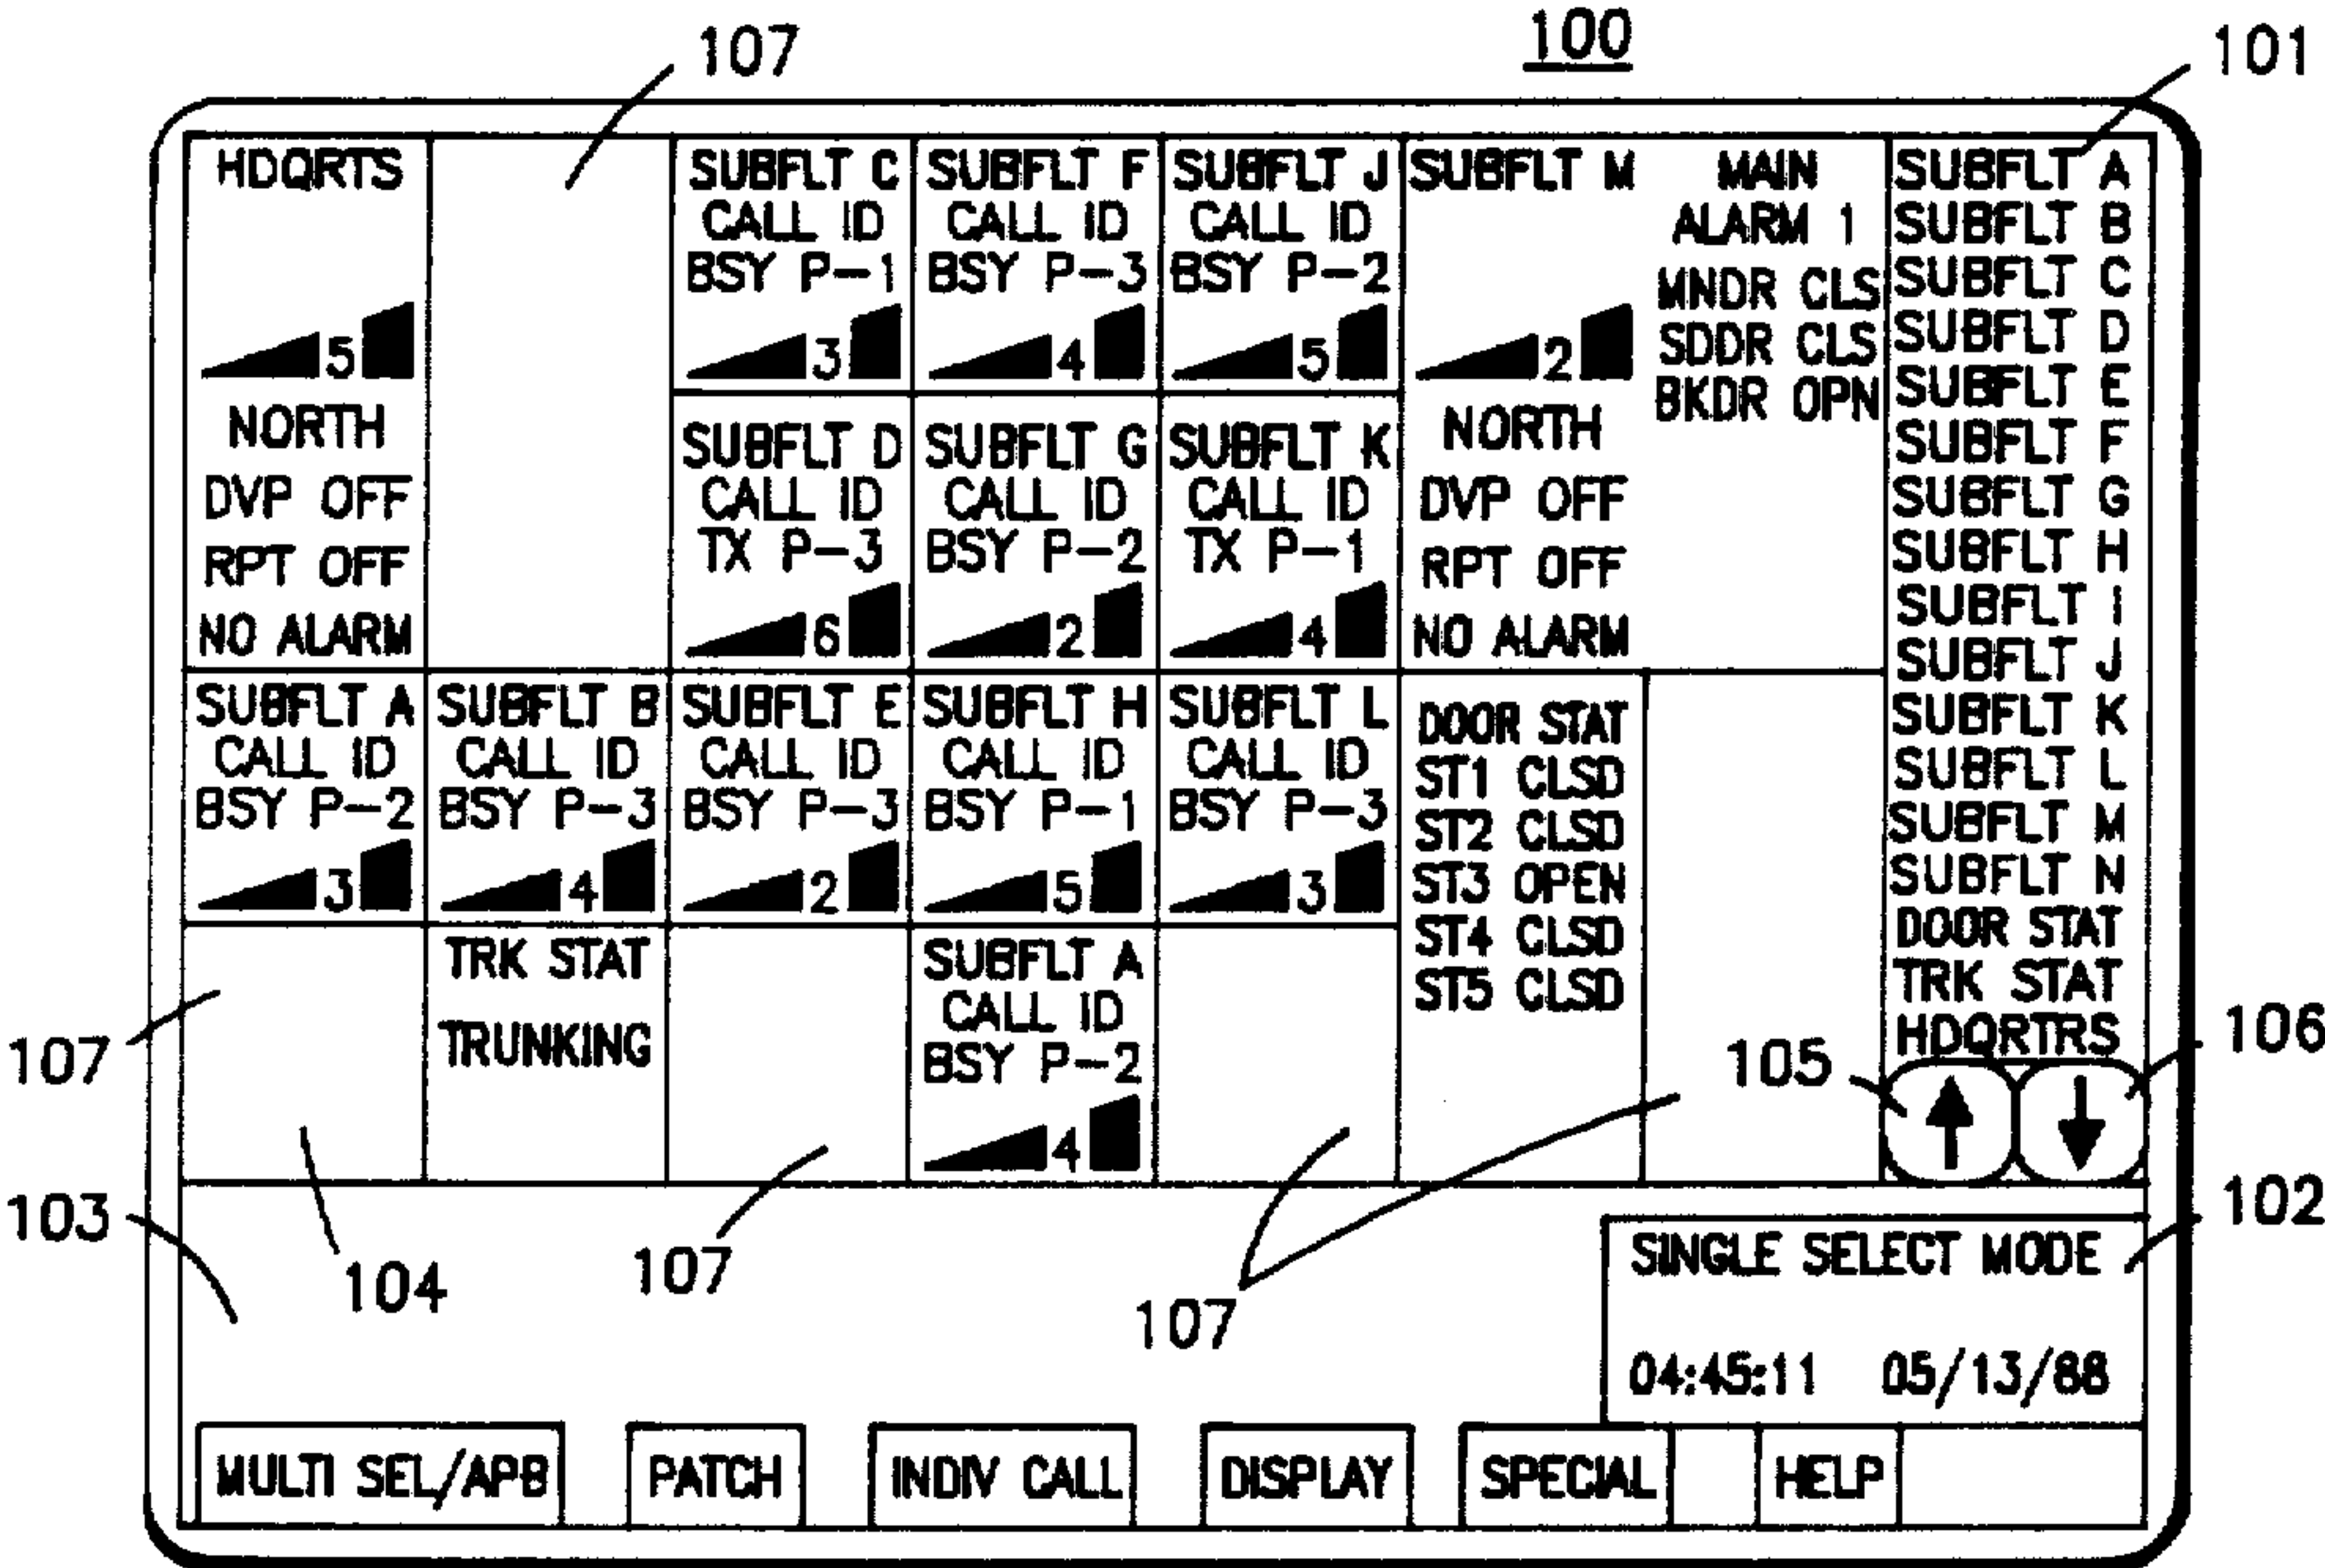 100
107
101
HDQRTS
5
NORTH
DVP OFF
RPT OFF
NO ALARM
SUBFLT C
CALL ID
BSY P-1
3
SUBFLT F
CALL ID
BSY P-3
4
SUBFLT J
CALL ID
BSY P-2
5
SUBFLT M
2
NORTH
DVP OFF
RPT OFF
NO ALARM
MAIN
ALARM 1
MNDR CLS
SDDR CLS
BKDR OPN
SUBFLT D
CALL ID
TX P-3
6
SUBFLT G
CALL ID
BSY P-2
2
SUBFLT K
CALL ID
TX P-1
4
SUBFLT A
CALL ID
BSY P-2
3
SUBFLT B
CALL ID
BSY P-3
4
SUBFLT E
CALL ID
BSY P-3
2
SUBFLT H
CALL ID
BSY P-1
5
SUBFLT L
CALL ID
BSY P-3
3
DOOR STAT
ST1 CLSD
ST2 CLSD
ST3 OPEN
ST4 CLSD
ST5 CLSD
TRK STAT
TRUNKING
SUBFLT A
CALL ID
BSY P-2
4
SUBFLT A
SUBFLT B
SUBFLT C
SUBFLT D
SUBFLT E
SUBFLT F
SUBFLT G
SUBFLT H
SUBFLT I
SUBFLT J
SUBFLT K
SUBFLT L
SUBFLT M
SUBFLT N
DOOR STAT
TRK STAT
HDQRTRS
107
105
106
103
104
107
107
102
SINGLE SELECT MODE
04:45:11 05/13/88
MULTI SEL/APB
PATCH
INDIV CALL
DISPLAY
SPECIAL
HELP